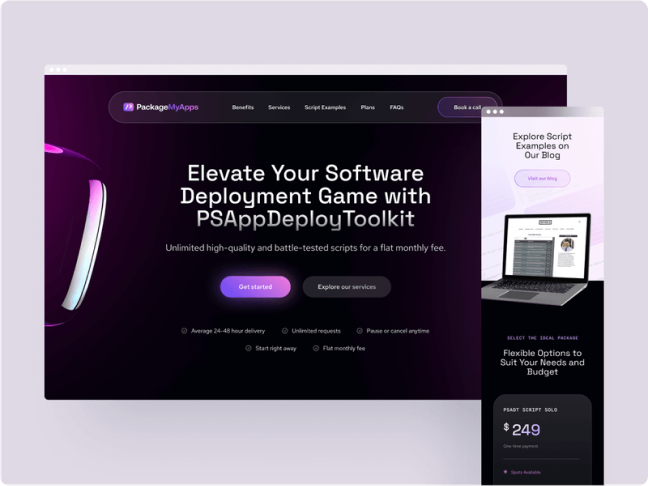 PackageMyApps
Benefits
Services
Script Examples
Plans
FAQs
Book a call
Elevate Your Software
Deployment Game with
PSAppDeployToolkit
Unlimited high-quality and battle-tested scripts for a flat monthly fee.
Get started
Explore our services
Average 24-48 hour delivery
Unlimited requests
Pause or cancel anytime
Start right away
Flat monthly fee
Explore Script
Examples on
Our Blog
Visit our blog
SELECT THE IDEAL PACKAGE
Flexible Options to
Suit Your Needs and
Budget
PSADT SCRIPT SOLO
$ 249
One-time payment
Spots Available